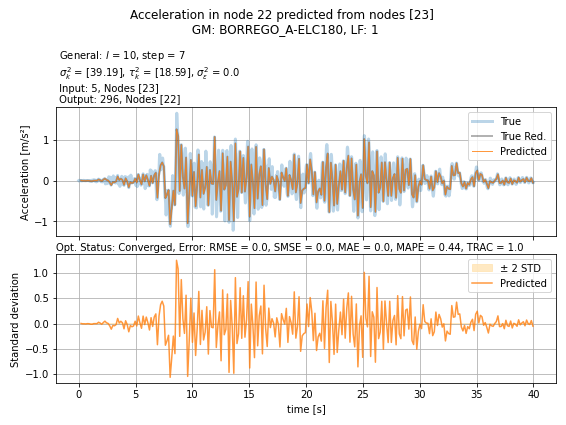 Acceleration in node 22 predicted from nodes [23]
GM: BORREGO_A-ELC180, LF: 1
General: l = 10, step = 7
σ²ₖ = [39.19], τ²ₖ = [18.59], σ²ε = 0.0
Input: 5, Nodes [23]
Output: 296, Nodes [22]
Acceleration [m/s²]
1
0
−1
True
True Red.
Predicted
Opt. Status: Converged, Error: RMSE = 0.0, SMSE = 0.0, MAE = 0.0, MAPE = 0.44, TRAC = 1.0
Standard deviation
1.0
0.5
0.0
−0.5
−1.0
± 2 STD
Predicted
0 5 10 15 20 25 30 35 40
time [s]